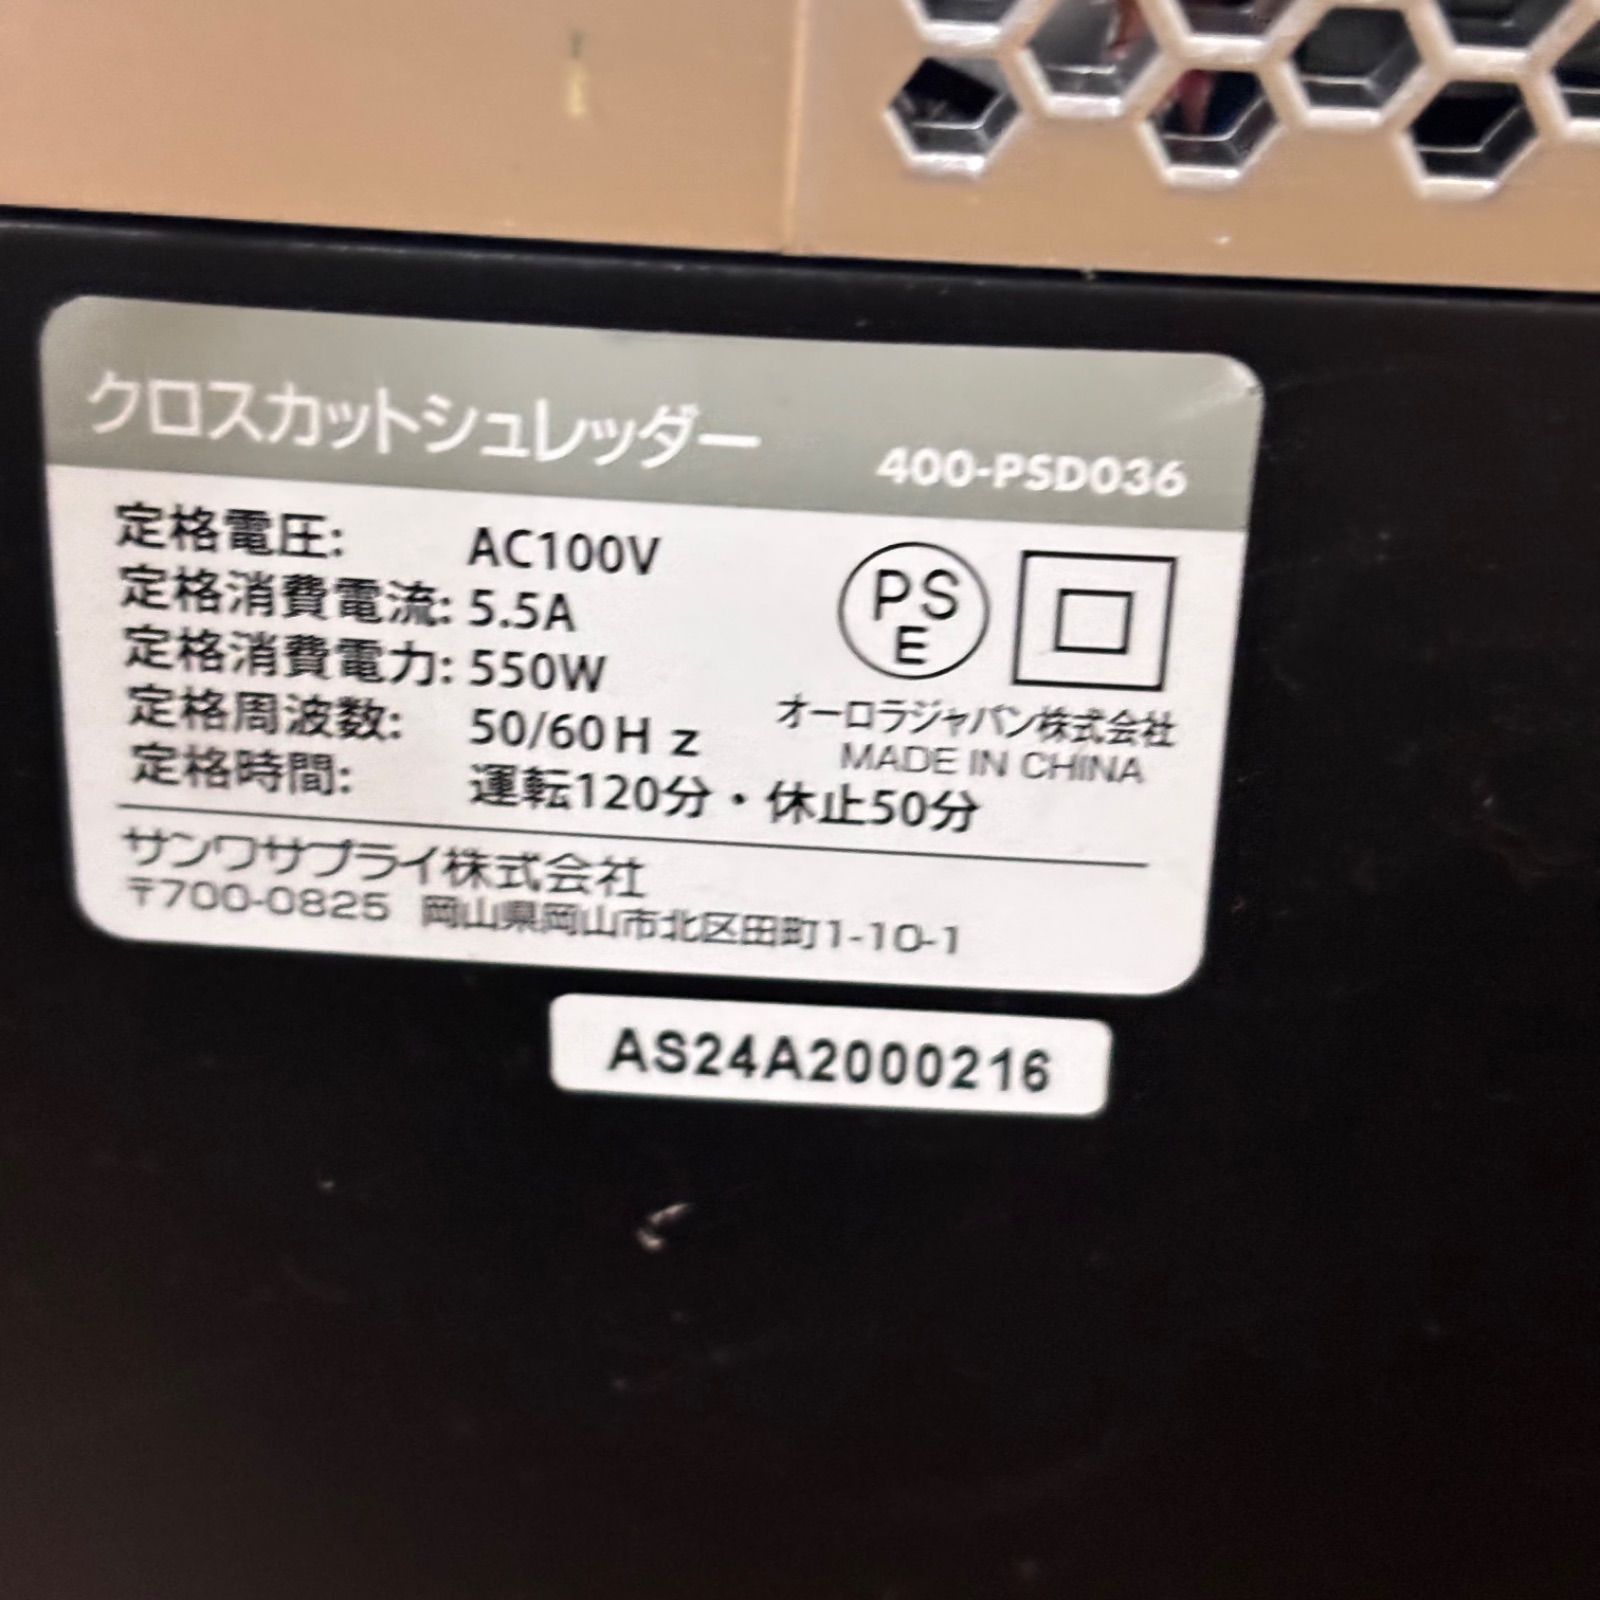 クロスカットシュレッダー 400-PSD036
定格電圧: AC100V
定格消費電流: 5.5A
定格消費電力: 550W
定格周波数: 50/60Hz
定格時間: 運転120分・休止50分
PS
E
オーロラジャパン株式会社
MADE IN CHINA
サンワサプライ株式会社
〒700-0825 岡山県岡山市北区田町1-10-1
AS24A2000216